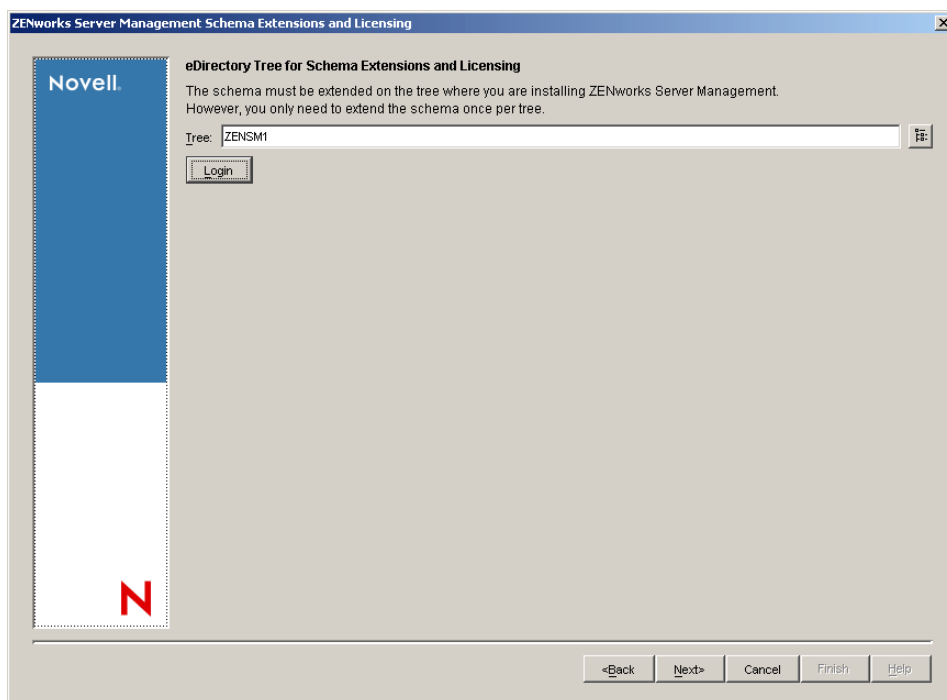 ZENworks Server Management Schema Extensions and Licensing
Novell.
eDirectory Tree for Schema Extensions and Licensing
The schema must be extended on the tree where you are installing ZENworks Server Management.
However, you only need to extend the schema once per tree.
Tree: ZENSM1
Login
N
<Back Next> Cancel Finish Help